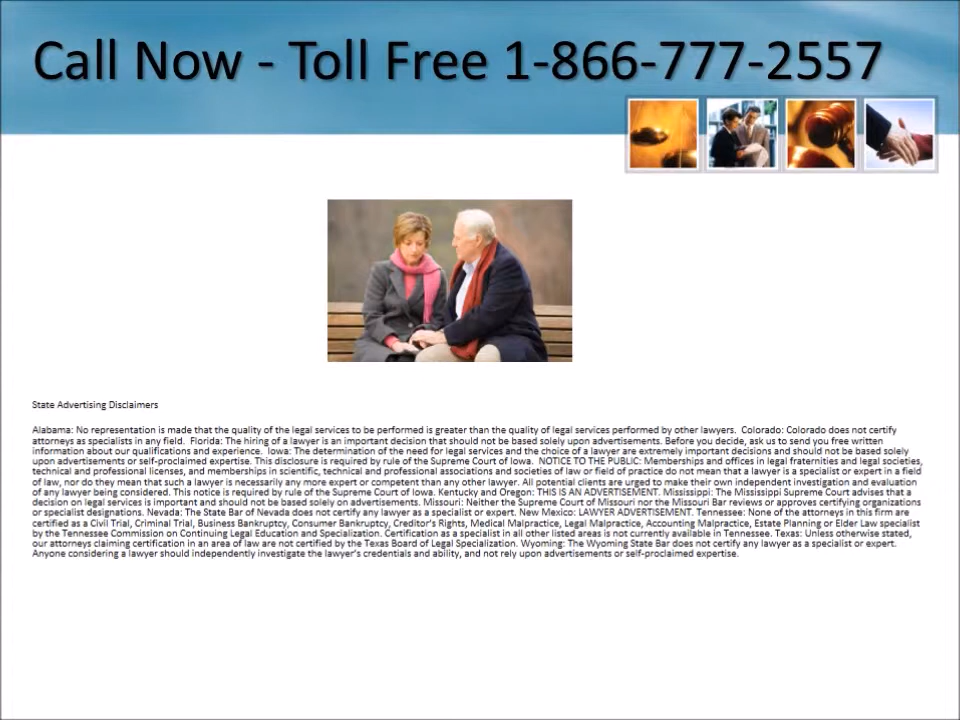 Call Now - Toll Free 1-866-777-2557
State Advertising Disclaimers
Alabama: No representation is made that the quality of the legal services to be performed is greater than the quality of legal services performed by other lawyers.  Colorado: Colorado does not certify
attorneys as specialists in any field.  Florida: The hiring of a lawyer is an important decision that should not be based solely upon advertisements. Before you decide, ask us to send you free written
information about our qualifications and experience.  Iowa: The determination of the need for legal services and the choice of a lawyer are extremely important decisions and should not be based solely
upon advertisements or self-proclaimed expertise. This disclosure is required by rule of the Supreme Court of Iowa.  NOTICE TO THE PUBLIC: Memberships and offices in legal fraternities and legal societies,
technical and professional licenses, and memberships in scientific, technical and professional associations and societies of law or field of practice do not mean that a lawyer is a specialist or expert in a field
of law, nor do they mean that such a lawyer is necessarily any more expert or competent than any other lawyer. All potential clients are urged to make their own independent investigation and evaluation
of any lawyer being considered. This notice is required by rule of the Supreme Court of Iowa. Kentucky and Oregon: THIS IS AN ADVERTISEMENT. Mississippi: The Mississippi Supreme Court advises that a
decision on legal services is important and should not be based solely on advertisements. Missouri: Neither the Supreme Court of Missouri nor the Missouri Bar reviews or approves certifying organizations
or specialist designations. Nevada: The State Bar of Nevada does not certify any lawyer as a specialist or expert. New Mexico: LAWYER ADVERTISEMENT. Tennessee: None of the attorneys in this firm are
certified as a Civil Trial, Criminal Trial, Business Bankruptcy, Consumer Bankruptcy, Creditor's Rights, Medical Malpractice, Legal Malpractice, Accounting Malpractice, Estate Planning or Elder Law specialist
by the Tennessee Commission on Continuing Legal Education and Specialization. Certification as a specialist in all other listed areas is not currently available in Tennessee. Texas: Unless otherwise stated,
our attorneys claiming certification in an area of law are not certified by the Texas Board of Legal Specialization. Wyoming: The Wyoming State Bar does not certify any lawyer as a specialist or expert.
Anyone considering a lawyer should independently investigate the lawyer's credentials and ability, and not rely upon advertisements or self-proclaimed expertise.